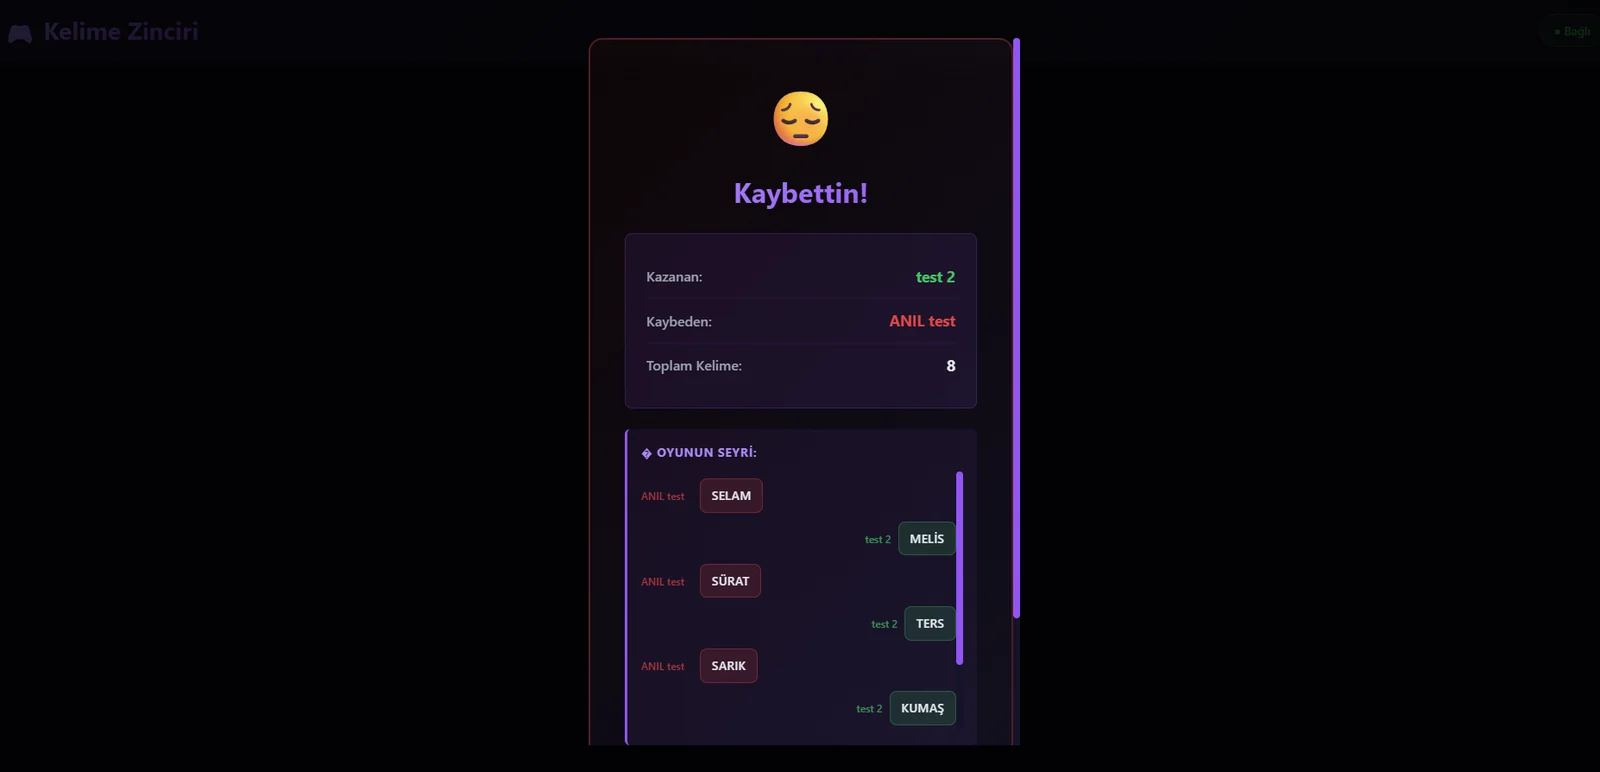 Kelime Zinciri
● Bağlı
Kaybettin!
Kazanan: test 2
Kaybeden: ANIL test
Toplam Kelime: 8
� OYUNUN SEYRİ:
ANIL test SELAM
test 2 MELİS
ANIL test SÜRAT
test 2 TERS
ANIL test SARIK
test 2 KUMAŞ